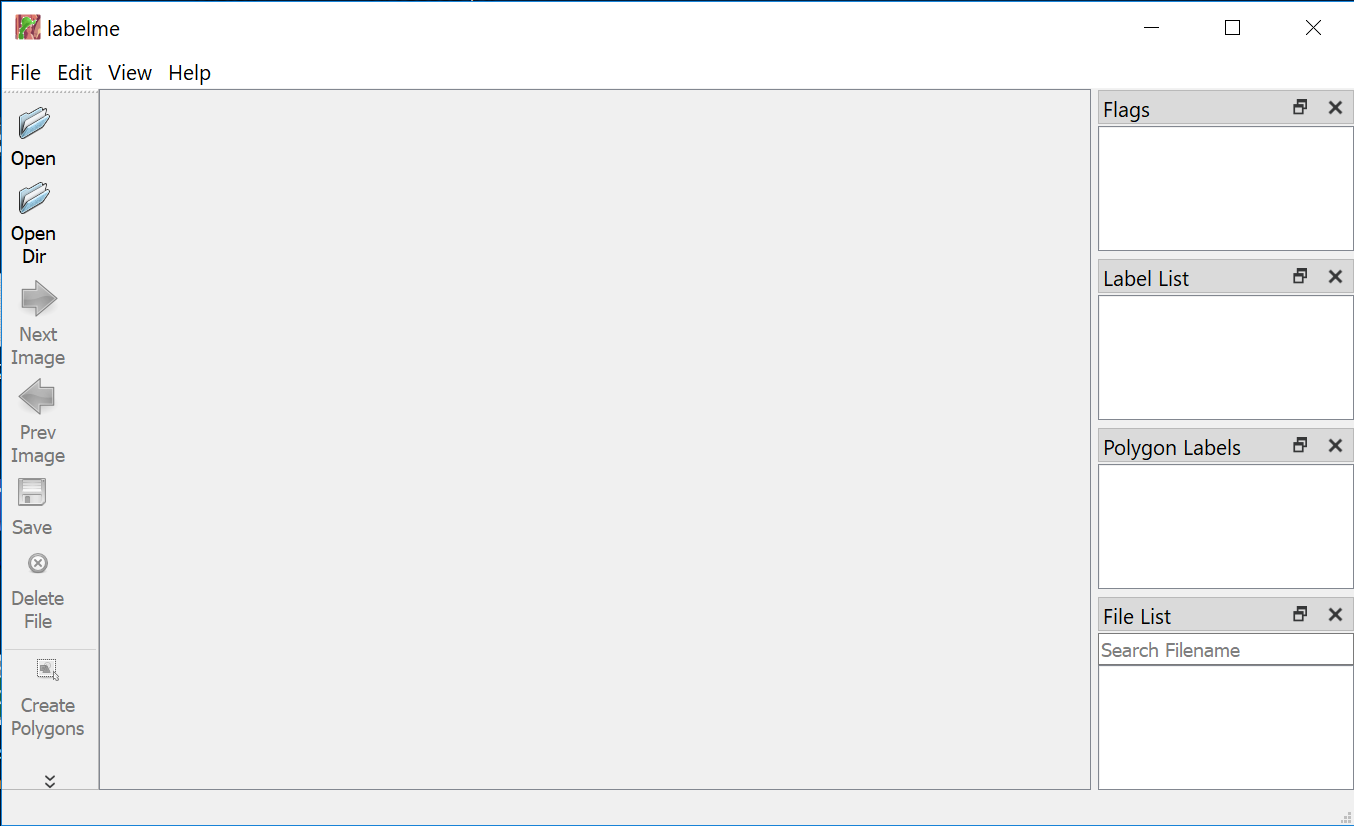 labelme
File Edit View Help
Open
Open
Dir
Next
Image
Prev
Image
Save
Delete
File
Create
Polygons
Flags
Label List
Polygon Labels
File List
Search Filename